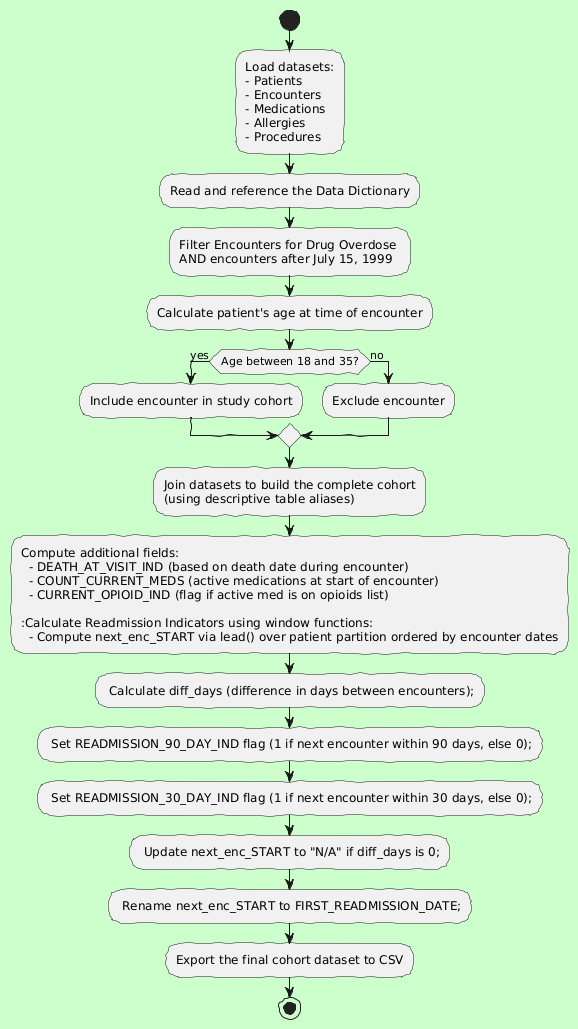 Load datasets:
- Patients
- Encounters
- Medications
- Allergies
- Procedures
Read and reference the Data Dictionary
Filter Encounters for Drug Overdose
AND encounters after July 15, 1999
Calculate patient's age at time of encounter
yes
Age between 18 and 35?
no
Include encounter in study cohort
Exclude encounter
Join datasets to build the complete cohort
(using descriptive table aliases)
Compute additional fields:
- DEATH_AT_VISIT_IND (based on death date during encounter)
- COUNT_CURRENT_MEDS (active medications at start of encounter)
- CURRENT_OPIOID_IND (flag if active med is on opioids list)
:Calculate Readmission Indicators using window functions:
- Compute next_enc_START via lead() over patient partition ordered by encounter dates
Calculate diff_days (difference in days between encounters);
Set READMISSION_90_DAY_IND flag (1 if next encounter within 90 days, else 0);
Set READMISSION_30_DAY_IND flag (1 if next encounter within 30 days, else 0);
Update next_enc_START to "N/A" if diff_days is 0;
Rename next_enc_START to FIRST_READMISSION_DATE;
Export the final cohort dataset to CSV